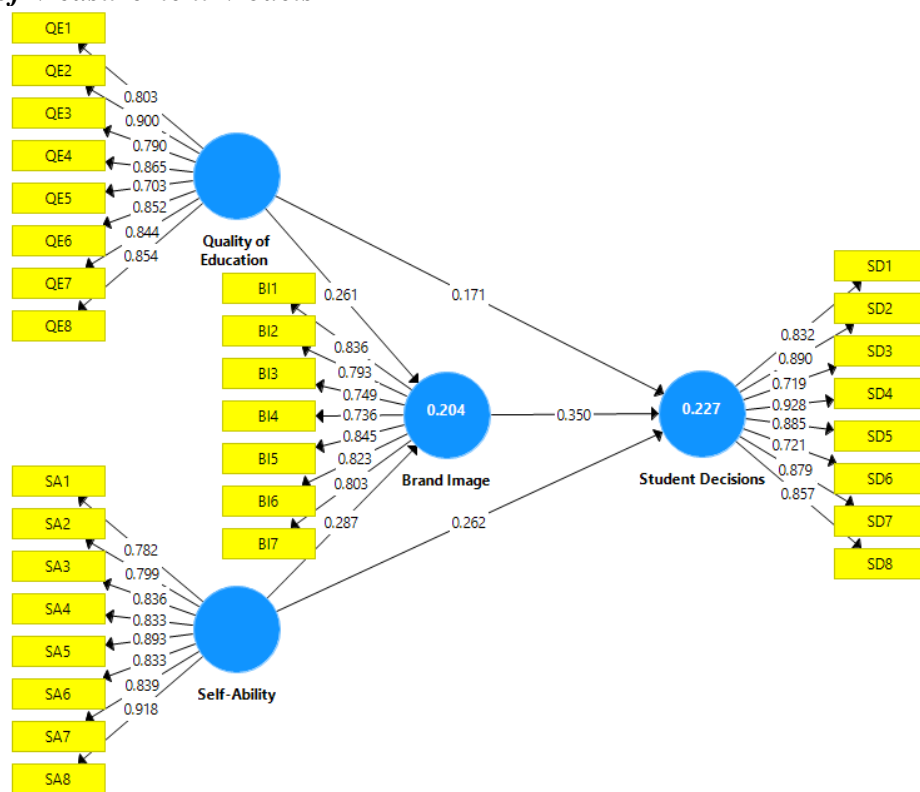 QE1
QE2
QE3
QE4
QE5
QE6
QE7
QE8
0.803
0.900
0.790
0.865
0.703
0.852
0.844
0.854
Quality of
Education
0.261
0.171
BI1
BI2
BI3
BI4
BI5
BI6
BI7
0.836
0.793
0.749
0.736
0.845
0.823
0.803
0.287
0.204
Brand Image
0.350
0.262
0.227
Student Decisions
0.832
0.890
0.719
0.928
0.885
0.721
0.879
0.857
SD1
SD2
SD3
SD4
SD5
SD6
SD7
SD8
SA1
SA2
SA3
SA4
SA5
SA6
SA7
SA8
0.782
0.799
0.836
0.833
0.893
0.833
0.839
0.918
Self-Ability